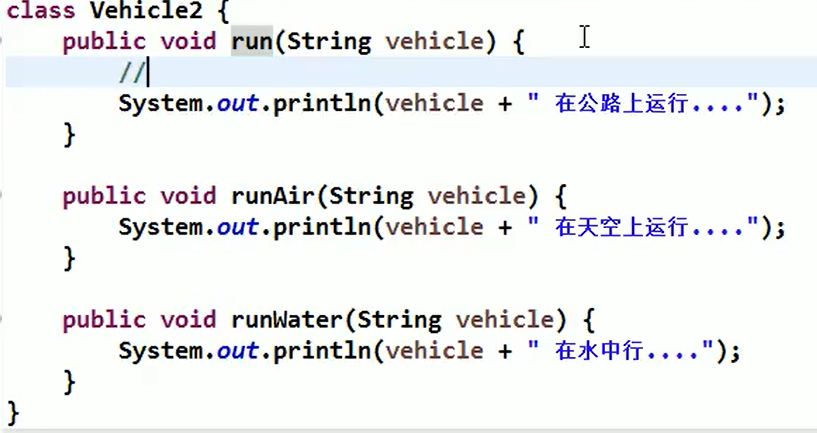 class Vehicle2 {
public void run(String vehicle) {
//
System.out.println(vehicle + " 在公路上运行....");
}
public void runAir(String vehicle) {
System.out.println(vehicle + " 在天空上运行....");
}
public void runWater(String vehicle) {
System.out.println(vehicle + " 在水中行....");
}
}